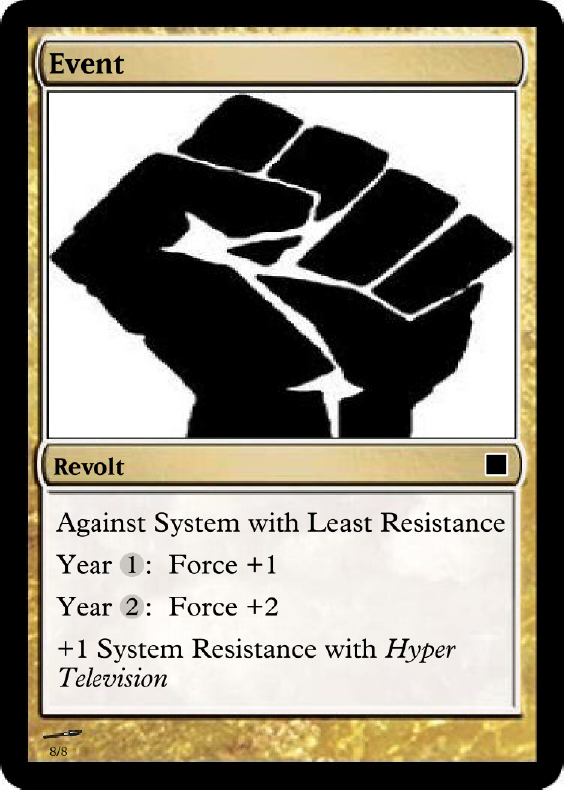 Event
Revolt
Against System with Least Resistance
Year 1: Force +1
Year 2: Force +2
+1 System Resistance with Hyper
Television
8/8